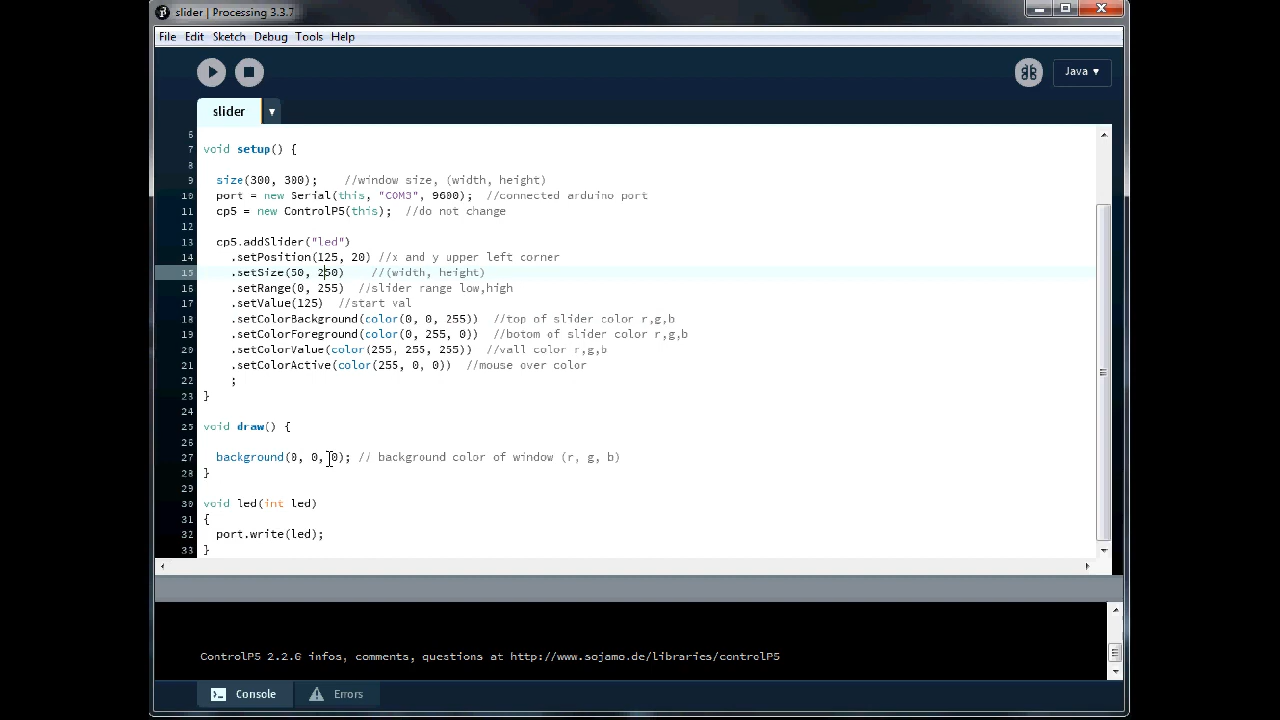 slider | Processing 3.3.7
File Edit Sketch Debug Tools Help
Java ▾
slider ▾
6
7 void setup() {
8
9 size(300, 300); //window size, (width, height)
10 port = new Serial(this, "COM3", 9600); //connected arduino port
11 cp5 = new ControlP5(this); //do not change
12
13 cp5.addSlider("led")
14 .setPosition(125, 20) //x and y upper left corner
15 .setSize(50, 250) //(width, height)
16 .setRange(0, 255) //slider range low,high
17 .setValue(125) //start val
18 .setColorBackground(color(0, 0, 255)) //top of slider color r,g,b
19 .setColorForeground(color(0, 255, 0)) //botom of slider color r,g,b
20 .setColorValue(color(255, 255, 255)) //vall color r,g,b
21 .setColorActive(color(255, 0, 0)) //mouse over color
22 ;
23 }
24
25 void draw() {
26
27 background(0, 0, 0); // background color of window (r, g, b)
28 }
29
30 void led(int led)
31 {
32 port.write(led);
33 }
ControlP5 2.2.6 infos, comments, questions at http://www.sojamo.de/libraries/controlP5
Console Errors